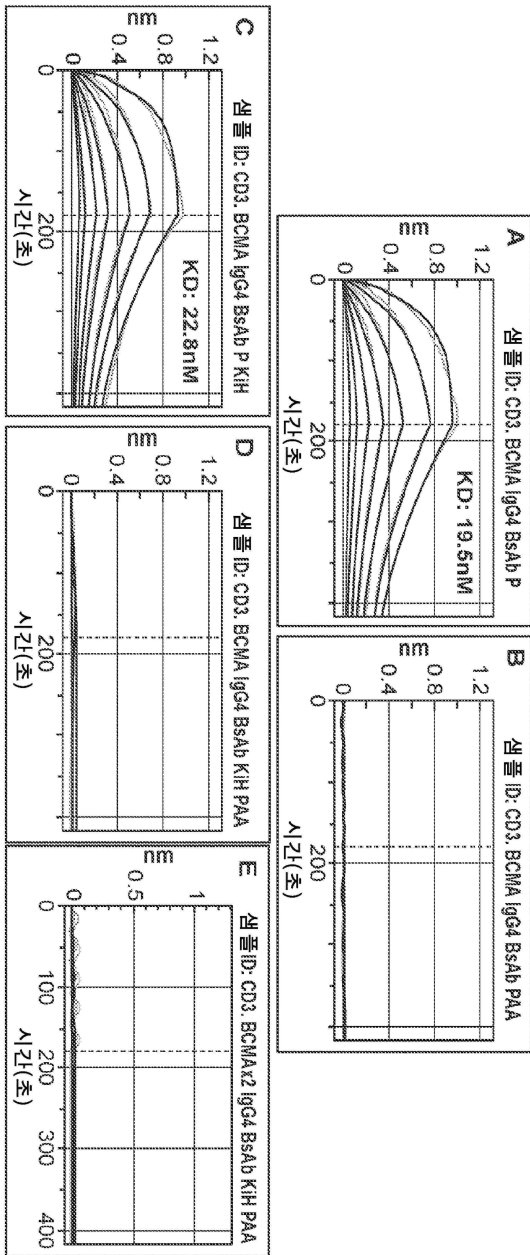 A
샘플 ID: CD3. BCMA IgG4 BsAb P
1.2
0.8
0.4
0
nm
KD: 19.5nM
0
200
시간(초)
B
샘플 ID: CD3. BCMA IgG4 BsAb PAA
1.2
0.8
0.4
0
nm
0
200
시간(초)
C
샘플 ID: CD3. BCMA IgG4 BsAb P KiH
1.2
0.8
0.4
0
nm
KD: 22.8nM
0
200
시간(초)
D
샘플 ID: CD3. BCMA IgG4 BsAb KiH PAA
1.2
0.8
0.4
0
nm
0
200
시간(초)
E
샘플 ID: CD3. BCMAx2 IgG4 BsAb KiH PAA
1
0.5
0
nm
0
100
200
300
400
시간(초)